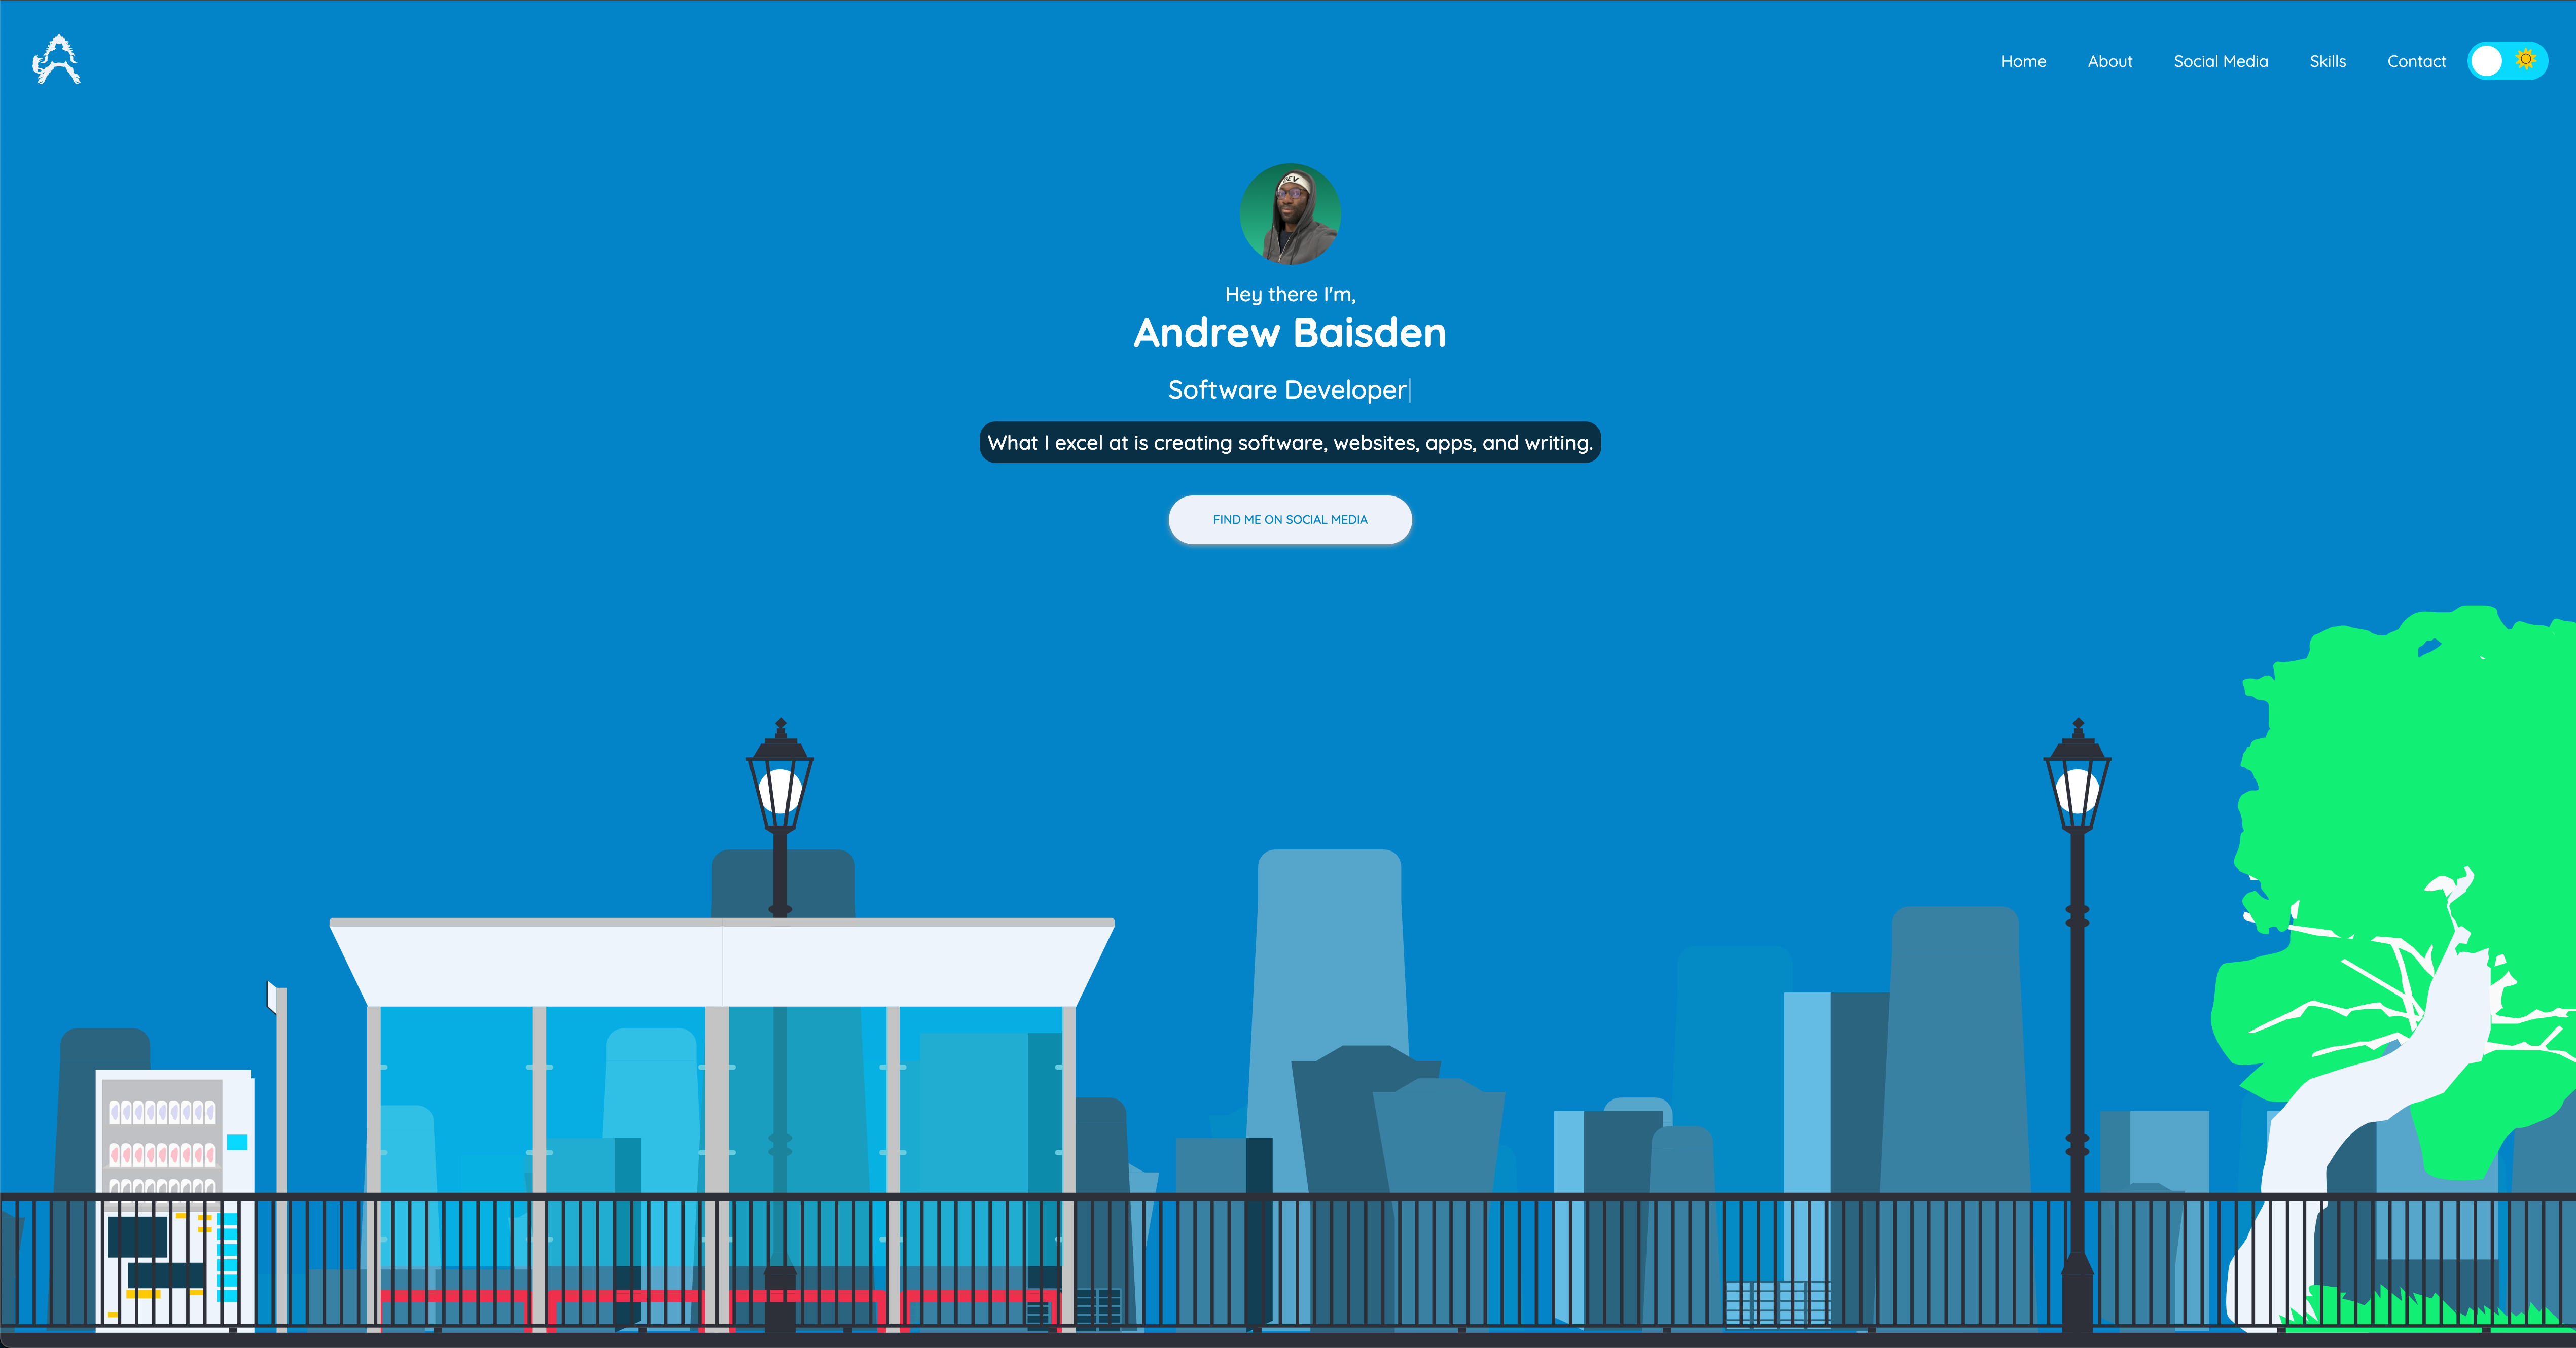 Home
About
Social Media
Skills
Contact
Hey there I'm,
Andrew Baisden
Software Developer
What I excel at is creating software, websites, apps, and writing.
FIND ME ON SOCIAL MEDIA